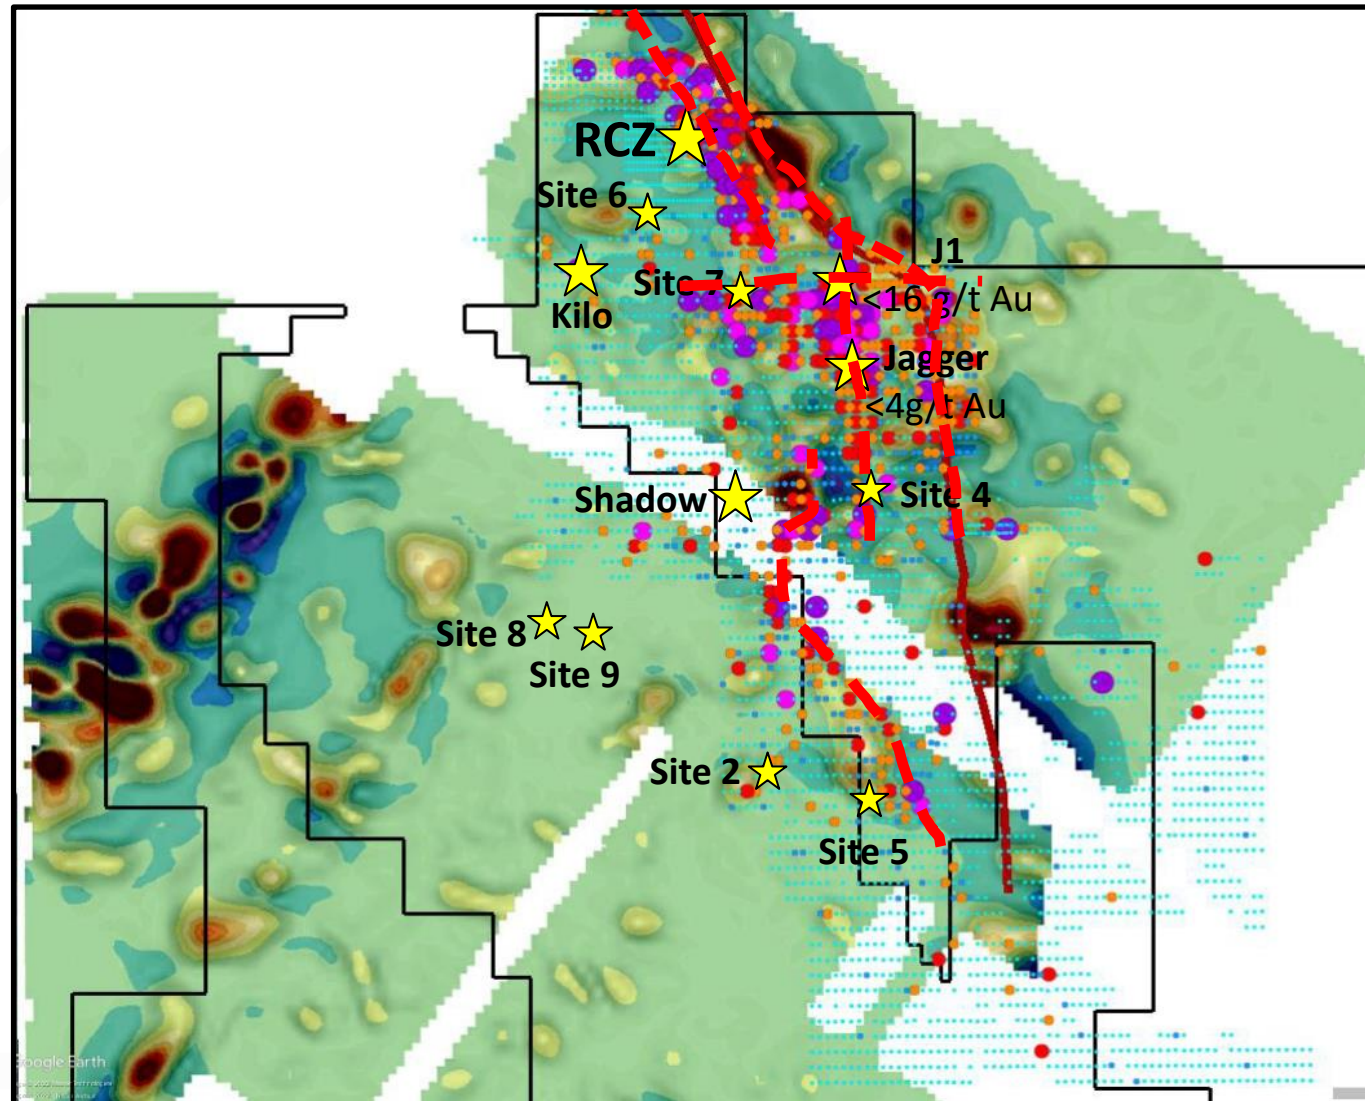 RCZ
Site 6
J1
Site 7
<16 g/t Au
Kilo
Jagger
<4g/t Au
Shadow
Site 4
Site 8
Site 9
Site 2
Site 5
Google Earth